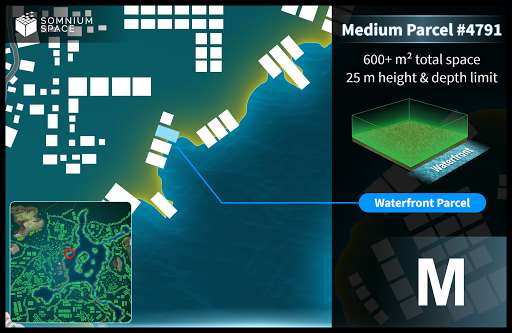 SOMNIUM
SPACE
Medium Parcel #4791
600+ m² total space
25 m height & depth limit
Waterfront
Waterfront Parcel
M